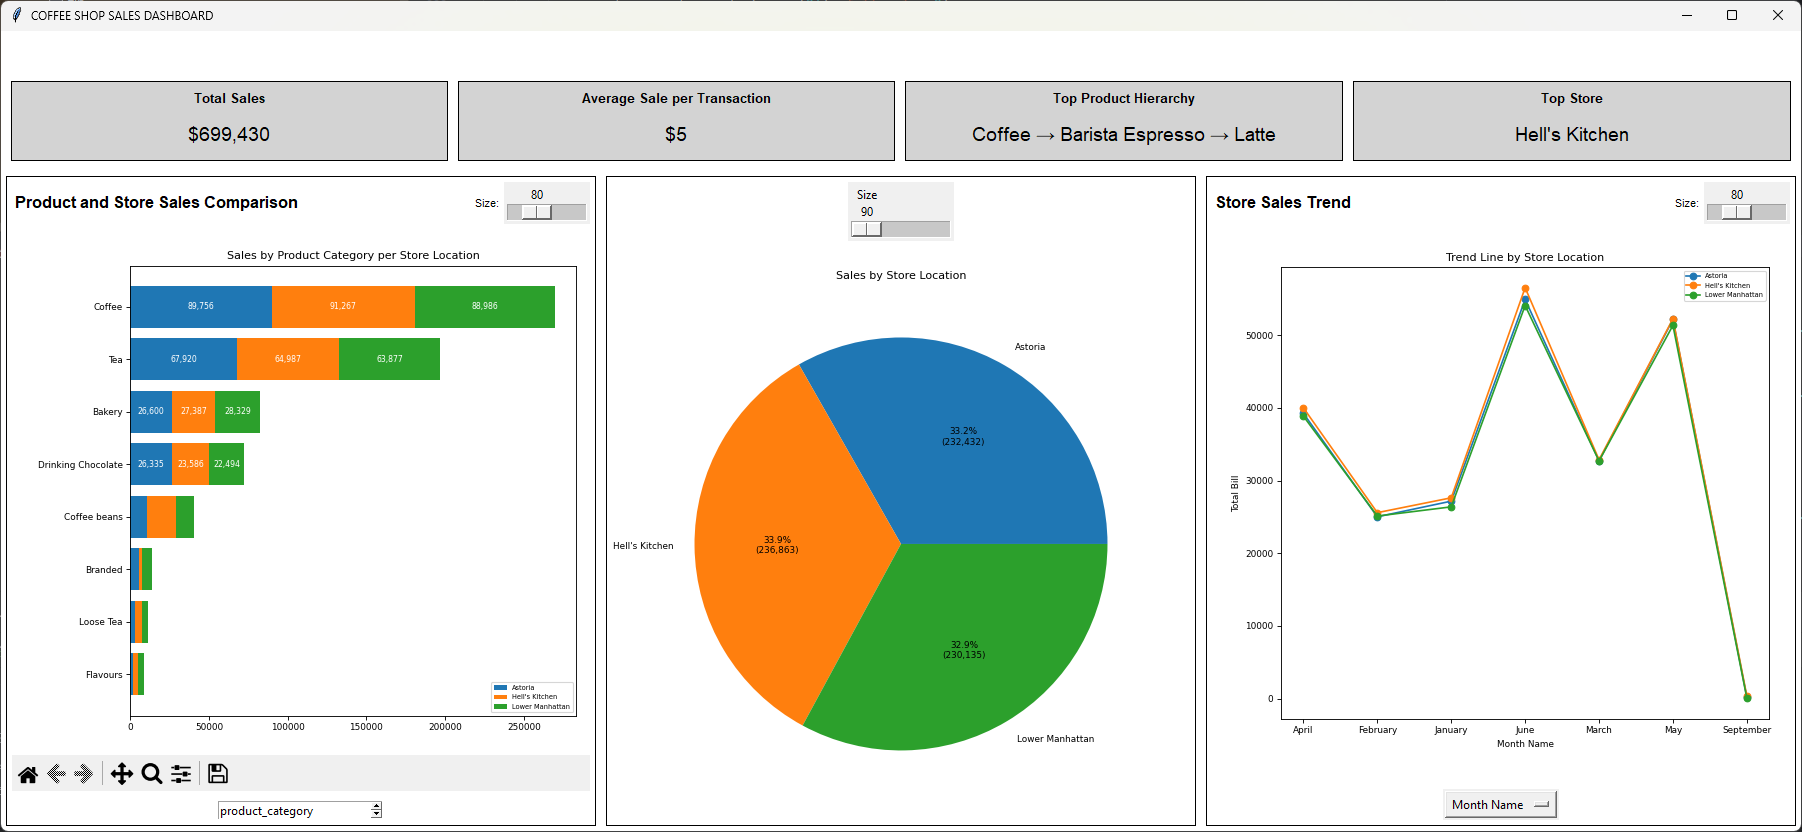 COFFEE SHOP SALES DASHBOARD
Total Sales
$699,430
Average Sale per Transaction
$5
Top Product Hierarchy
Coffee → Barista Espresso → Latte
Top Store
Hell's Kitchen
Product and Store Sales Comparison
Size:
80
Sales by Product Category per Store Location
Coffee
89,756
91,267
88,986
Tea
67,920
64,987
63,877
Bakery
26,600
27,387
28,329
Drinking Chocolate
26,335
23,586
22,494
Coffee beans
Branded
Loose Tea
Flavours
Astoria
Hell's Kitchen
Lower Manhattan
0
50000
100000
150000
200000
250000
product_category
Size
90
Sales by Store Location
Astoria
33.2%
(232,432)
Hell's Kitchen
33.9%
(236,863)
32.9%
(230,135)
Lower Manhattan
Store Sales Trend
Size:
80
Trend Line by Store Location
Astoria
Hell's Kitchen
Lower Manhattan
Total Bill
50000
40000
30000
20000
10000
0
April
February
January
June
March
May
September
Month Name
Month Name